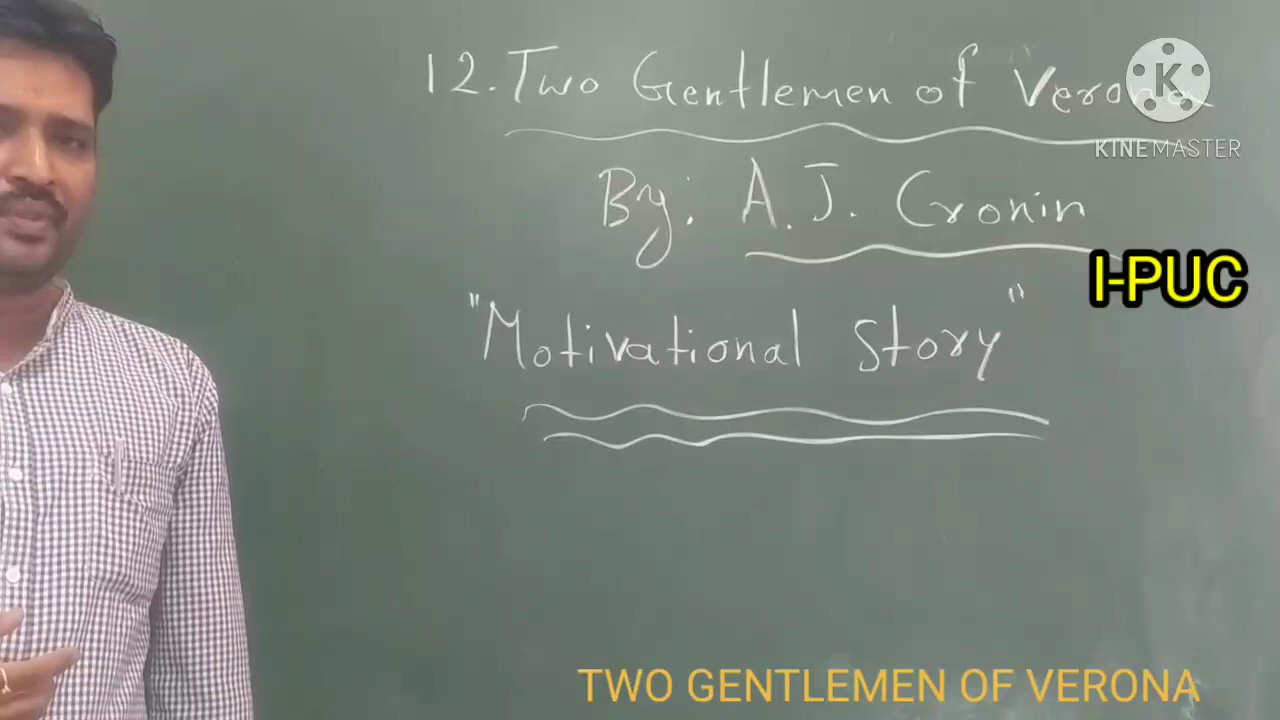 12. Two Gentlemen of Verona
K
KINEMASTER
By: A.J. Cronin
I-PUC
"Motivational Story"
TWO GENTLEMEN OF VERONA